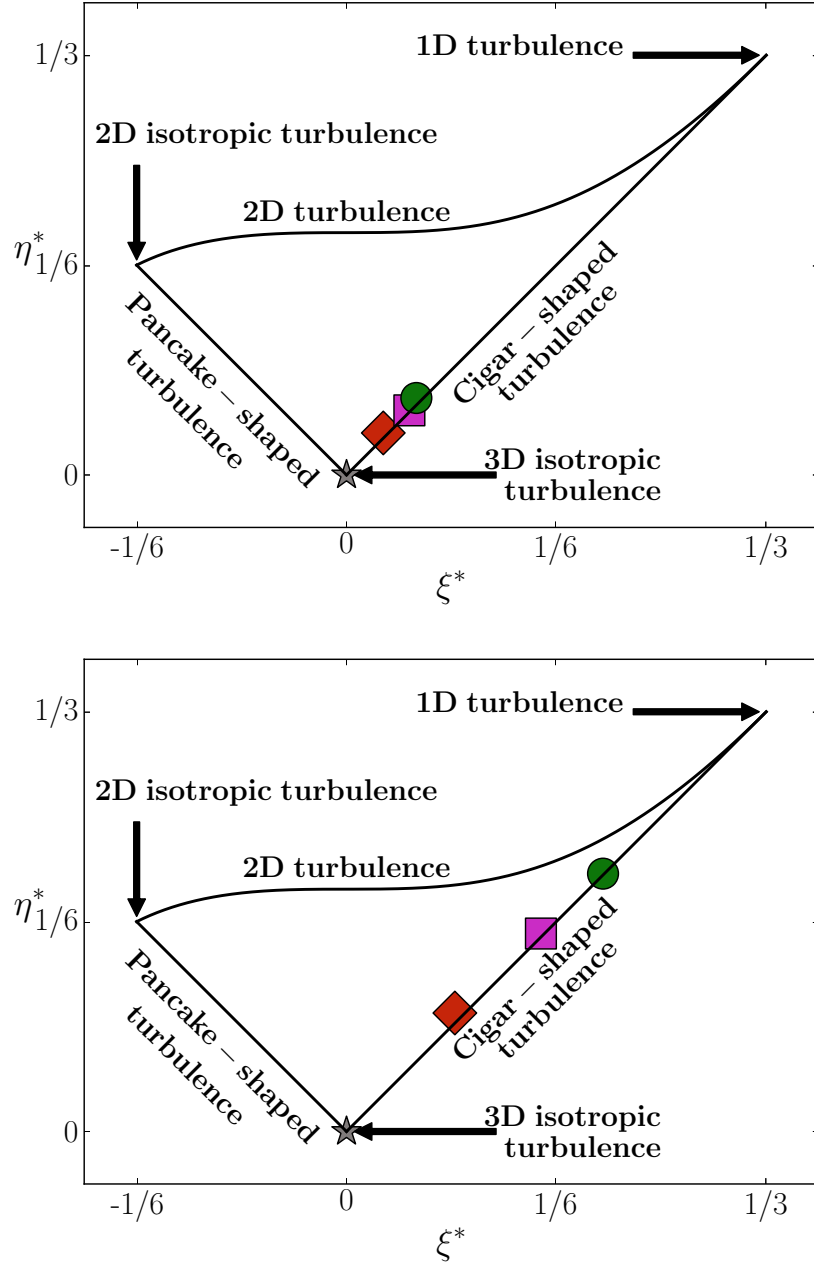 1D turbulence
1/3
2D isotropic turbulence
2D turbulence
η*
1/6
Pancake – shaped
turbulence
Cigar – shaped
turbulence
3D isotropic
turbulence
0
-1/6 0 1/6 1/3
ξ*
1D turbulence
1/3
2D isotropic turbulence
2D turbulence
η*
1/6
Pancake – shaped
turbulence
Cigar – shaped
turbulence
3D isotropic
turbulence
0
-1/6 0 1/6 1/3
ξ*